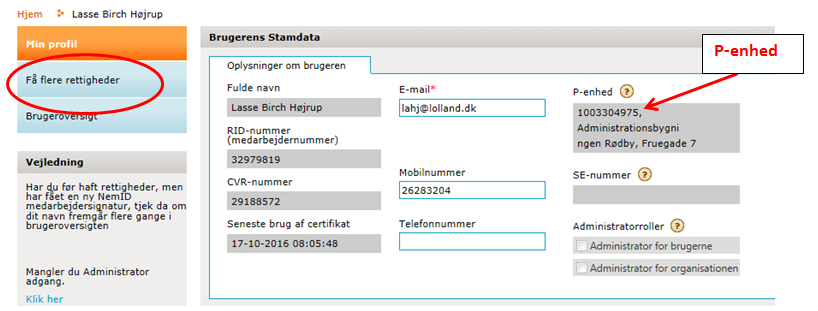 Hjem Lasse Birch Højrup
Min profil
Få flere rettigheder
Brugeroversigt
Vejledning
Har du før haft rettigheder, men
har fået en ny NemID
medarbejdersignatur, tjek da om
dit navn fremgår flere gange i
brugeroversigten
Mangler du Administrator
adgang.
Klik her
Brugerens Stamdata
Oplysninger om brugeren
Fulde navn
Lasse Birch Højrup
RID-nummer
(medarbejdernummer)
32979819
CVR-nummer
29188572
Seneste brug af certifikat
17-10-2016 08:05:48
E-mail*
lahj@lolland.dk
Mobilnummer
26283204
Telefonnummer
P-enhed
P-enhed ?
1003304975,
Administrationsbygni
ngen Rødby, Fruegade 7
SE-nummer ?
Administratorroller ?
Administrator for brugerne
Administrator for organisationen